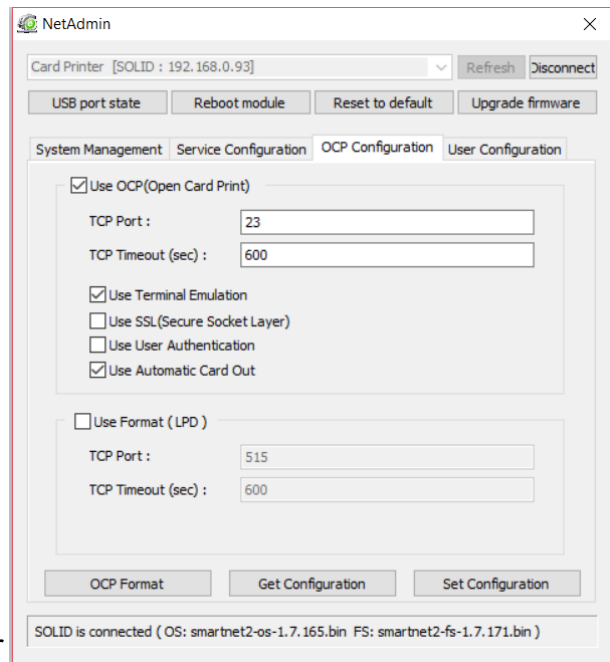 NetAdmin
Card Printer [SOLID : 192.168.0.93] Refresh Disconnect
USB port state Reboot module Reset to default Upgrade firmware
System Management Service Configuration OCP Configuration User Configuration
Use OCP(Open Card Print)
TCP Port : 23
TCP Timeout (sec) : 600
Use Terminal Emulation
Use SSL(Secure Socket Layer)
Use User Authentication
Use Automatic Card Out
Use Format ( LPD )
TCP Port : 515
TCP Timeout (sec) : 600
OCP Format Get Configuration Set Configuration
SOLID is connected ( OS: smartnet2-os-1.7.165.bin FS: smartnet2-fs-1.7.171.bin )